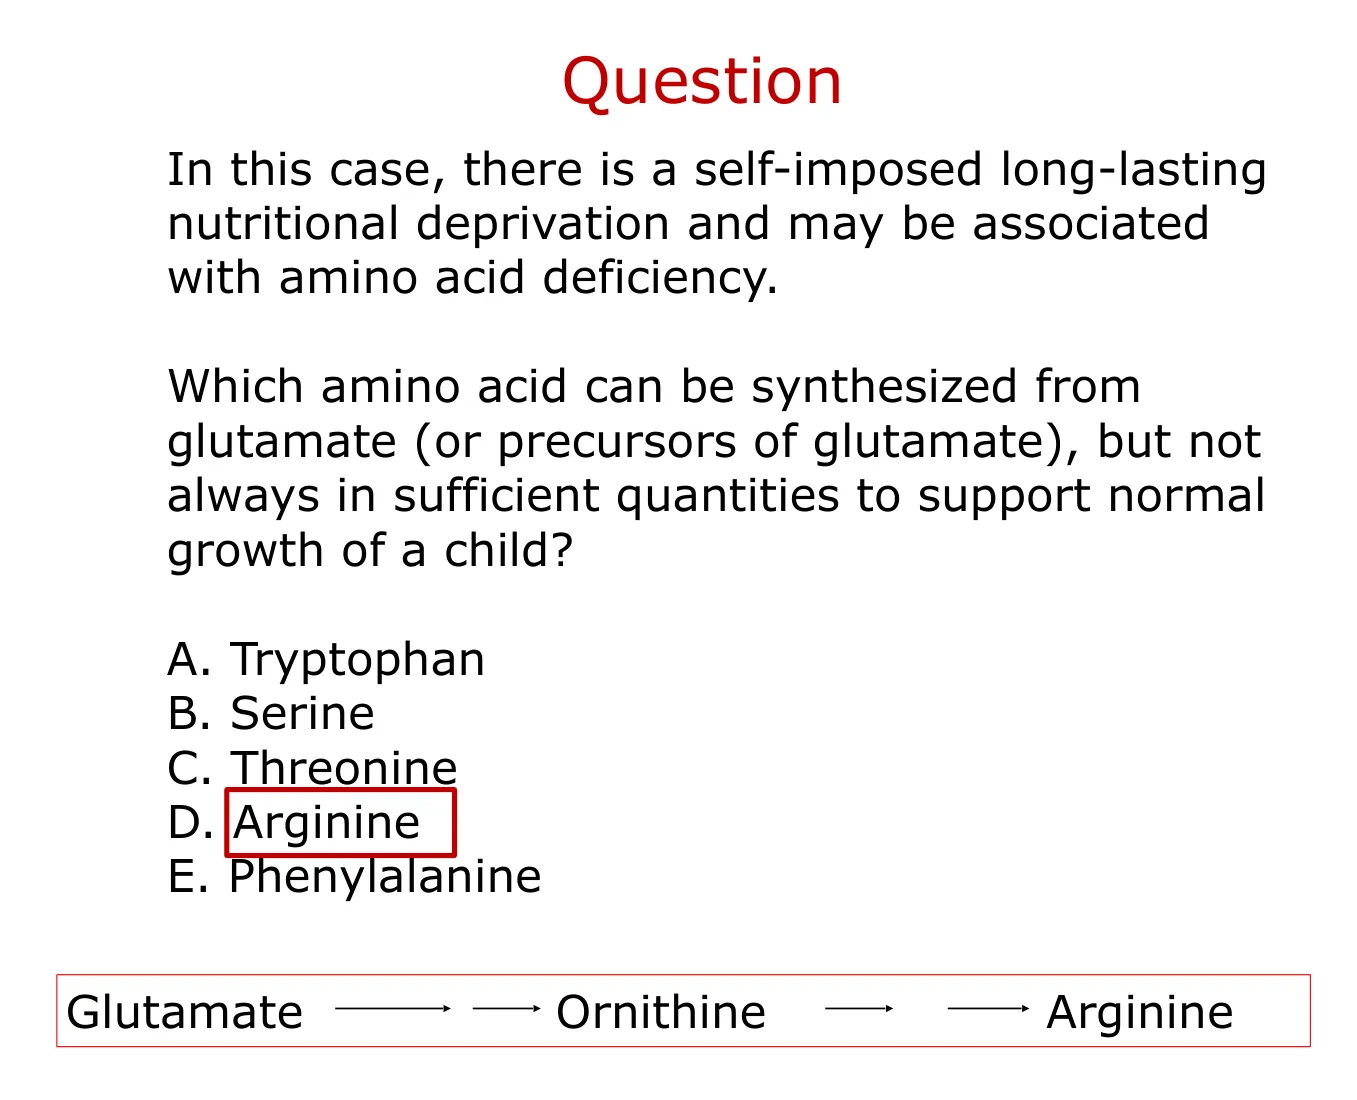 Question
In this case, there is a self-imposed long-lasting
nutritional deprivation and may be associated
with amino acid deficiency.
Which amino acid can be synthesized from
glutamate (or precursors of glutamate), but not
always in sufficient quantities to support normal
growth of a child?
A. Tryptophan
B. Serine
C. Threonine
D. Arginine
E. Phenylalanine
Glutamate Ornithine Arginine